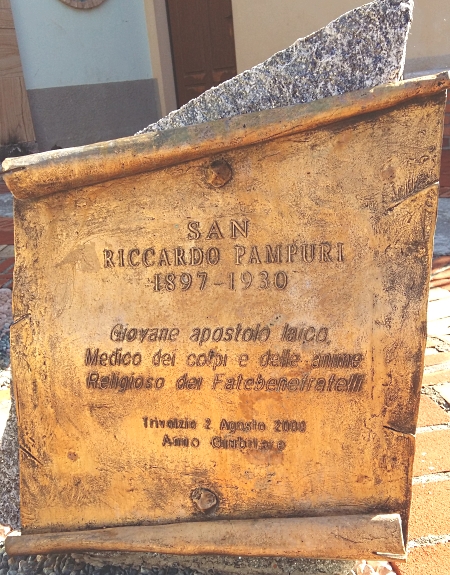 SAN
RICCARDO PAMPURI
1897-1930
Giovane apostolo laico,
Medico dei corpi e delle anime
Religioso dei Fatebenefratelli
Trivolzio 2 Agosto 2000
Anno Giubilare